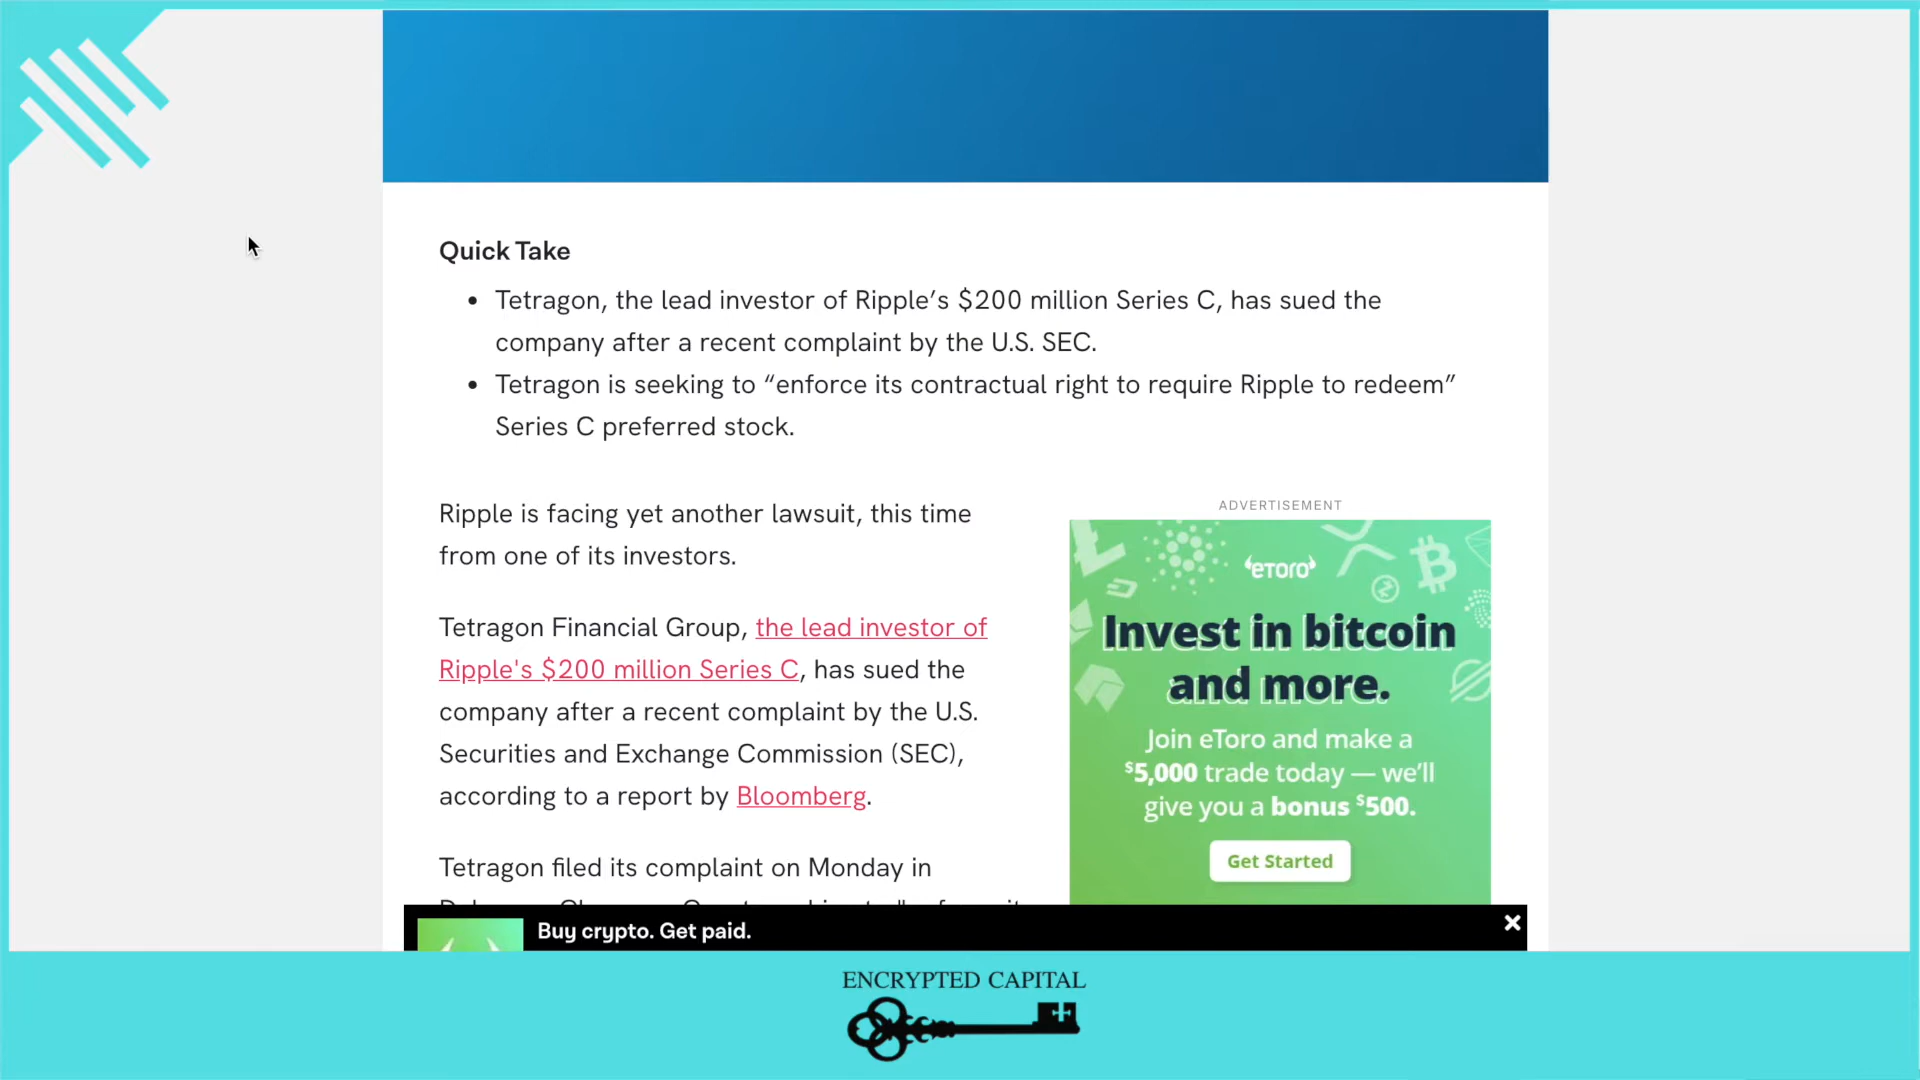 Quick Take
• Tetragon, the lead investor of Ripple’s $200 million Series C, has sued the
company after a recent complaint by the U.S. SEC.
• Tetragon is seeking to “enforce its contractual right to require Ripple to redeem”
Series C preferred stock.
Ripple is facing yet another lawsuit, this time
from one of its investors.
Tetragon Financial Group, the lead investor of
Ripple's $200 million Series C, has sued the
company after a recent complaint by the U.S.
Securities and Exchange Commission (SEC),
according to a report by Bloomberg.
Tetragon filed its complaint on Monday in
ADVERTISEMENT
eToro
Invest in bitcoin
and more.
Join eToro and make a
$5,000 trade today — we’ll
give you a bonus $500.
Get Started
Buy crypto. Get paid.
ENCRYPTED CAPITAL